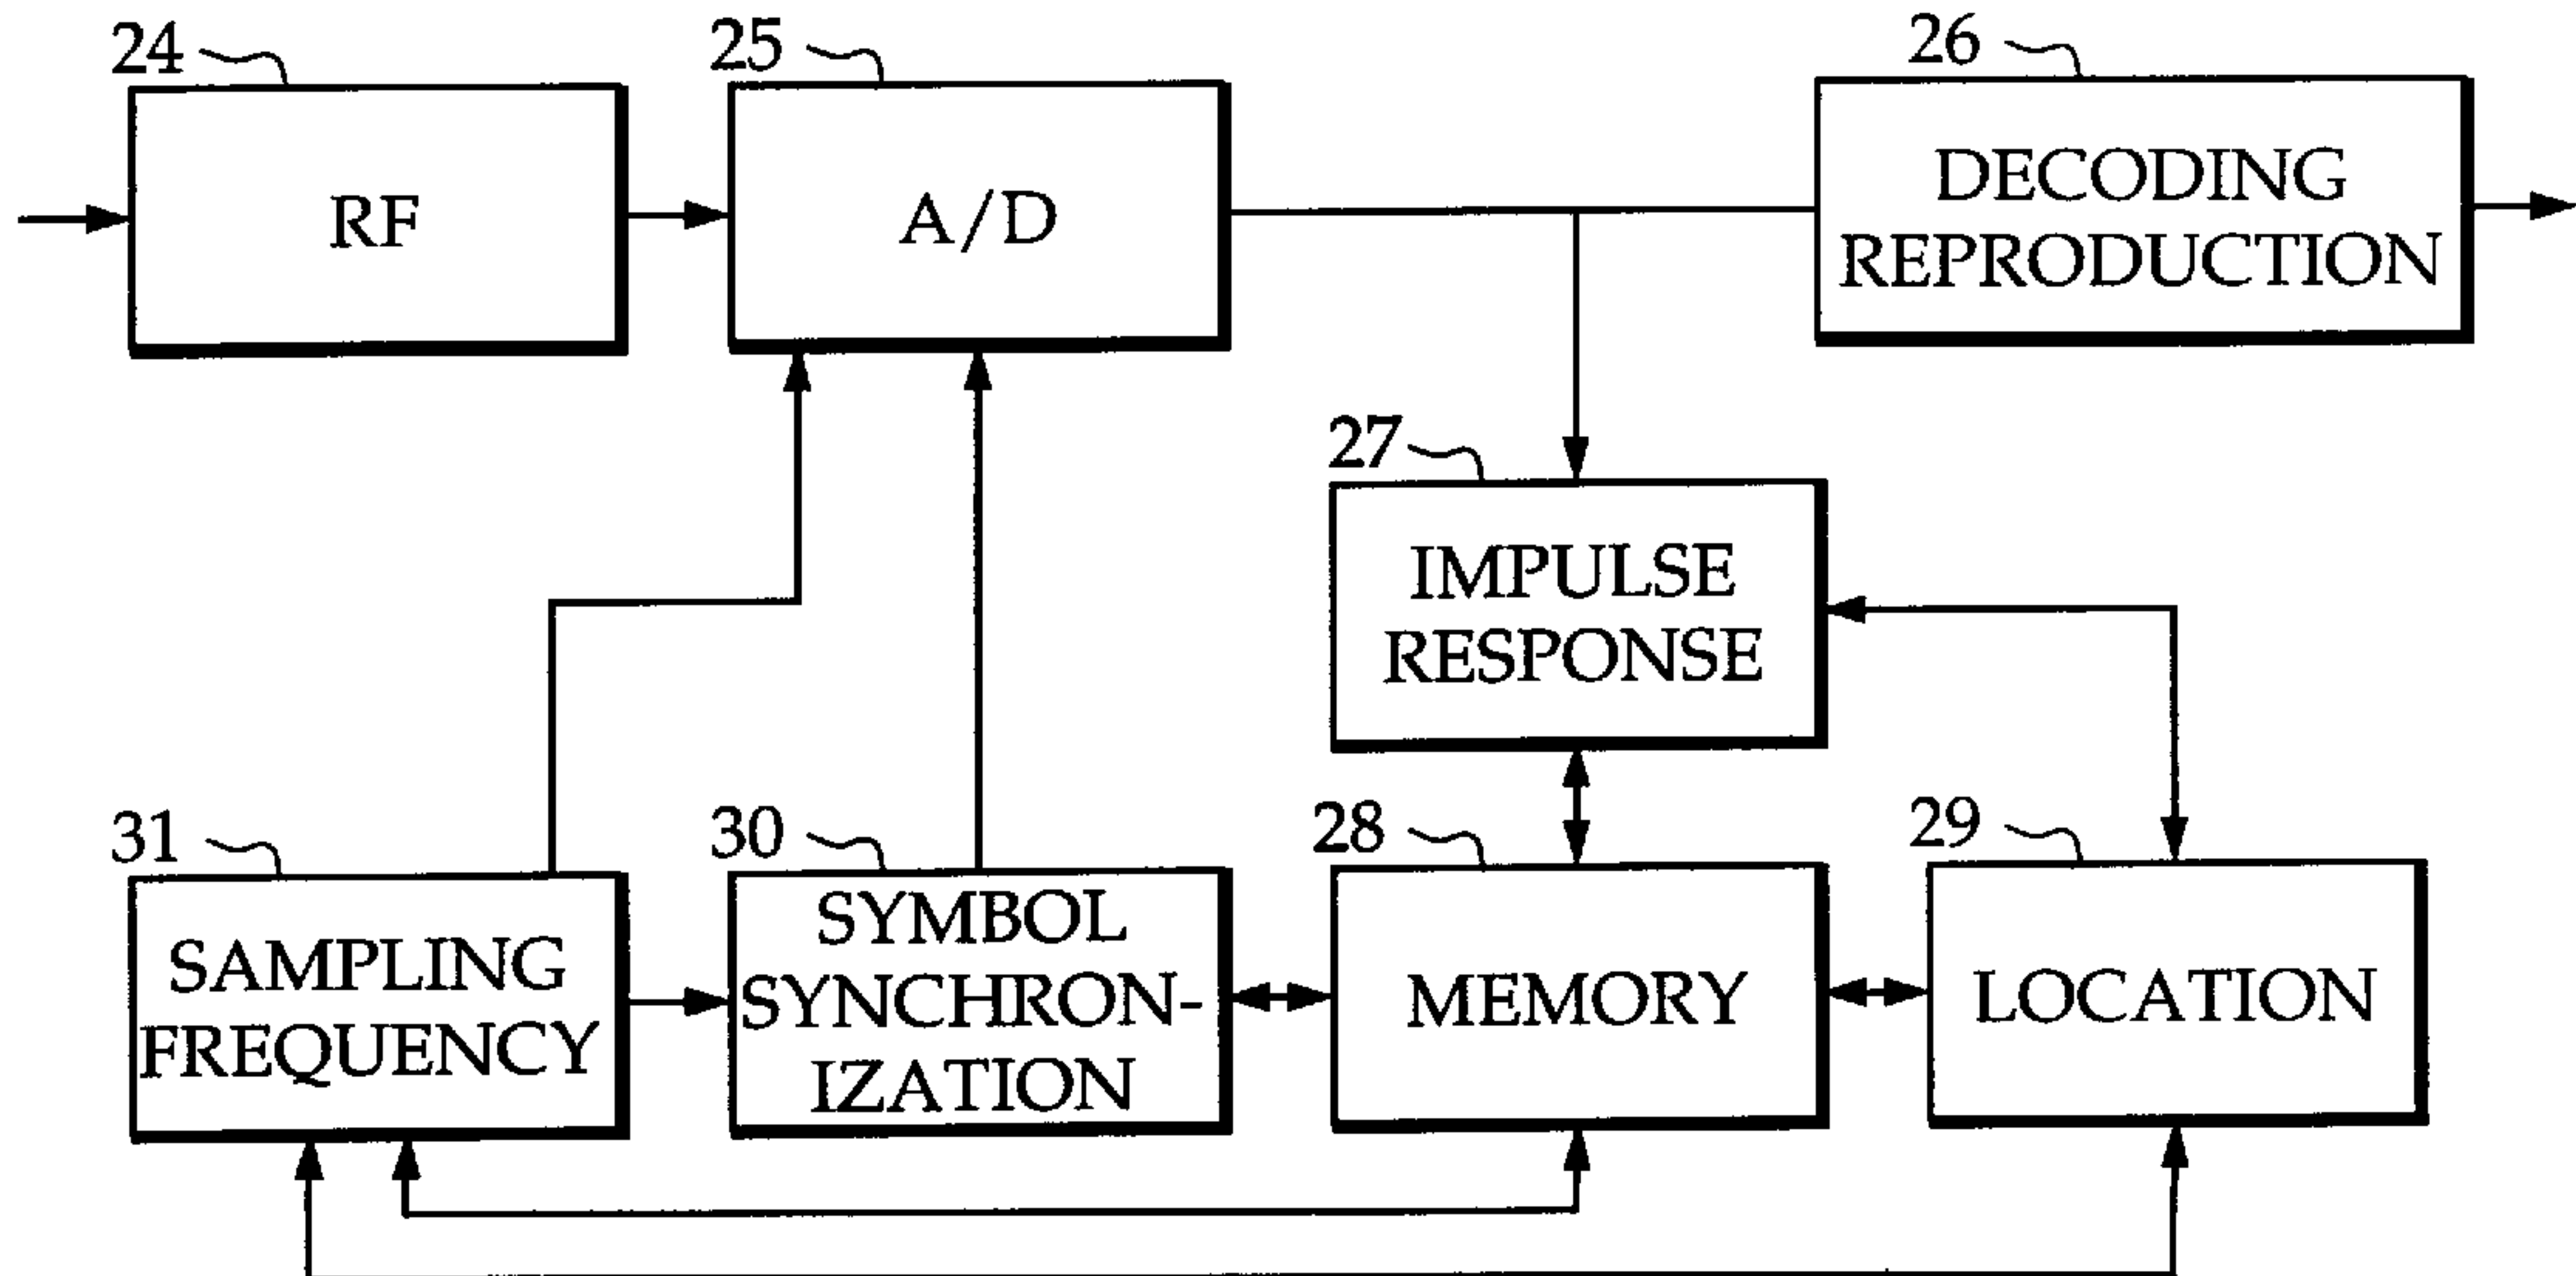 24
25
26
RF
A/D
DECODING
REPRODUCTION
27
IMPULSE
RESPONSE
31
30
28
29
SAMPLING
FREQUENCY
SYMBOL
SYNCHRON-
IZATION
MEMORY
LOCATION